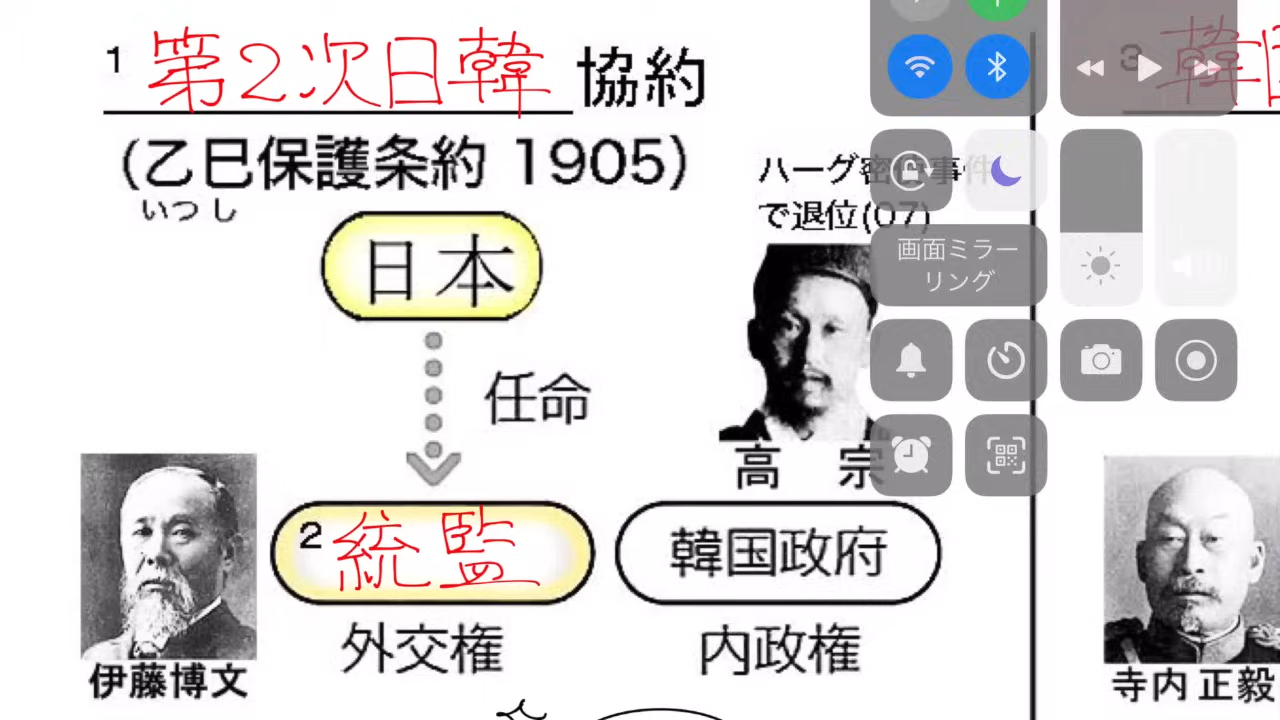 1 第2次日韓協約
(乙巳保護条約 1905)
いつ し
日本
任命
ハーグ密使事件
で退位(07)
高 宗
2 統監
韓国政府
外交権
内政権
伊藤博文
3 韓国
寺内正毅
画面ミラー
リング